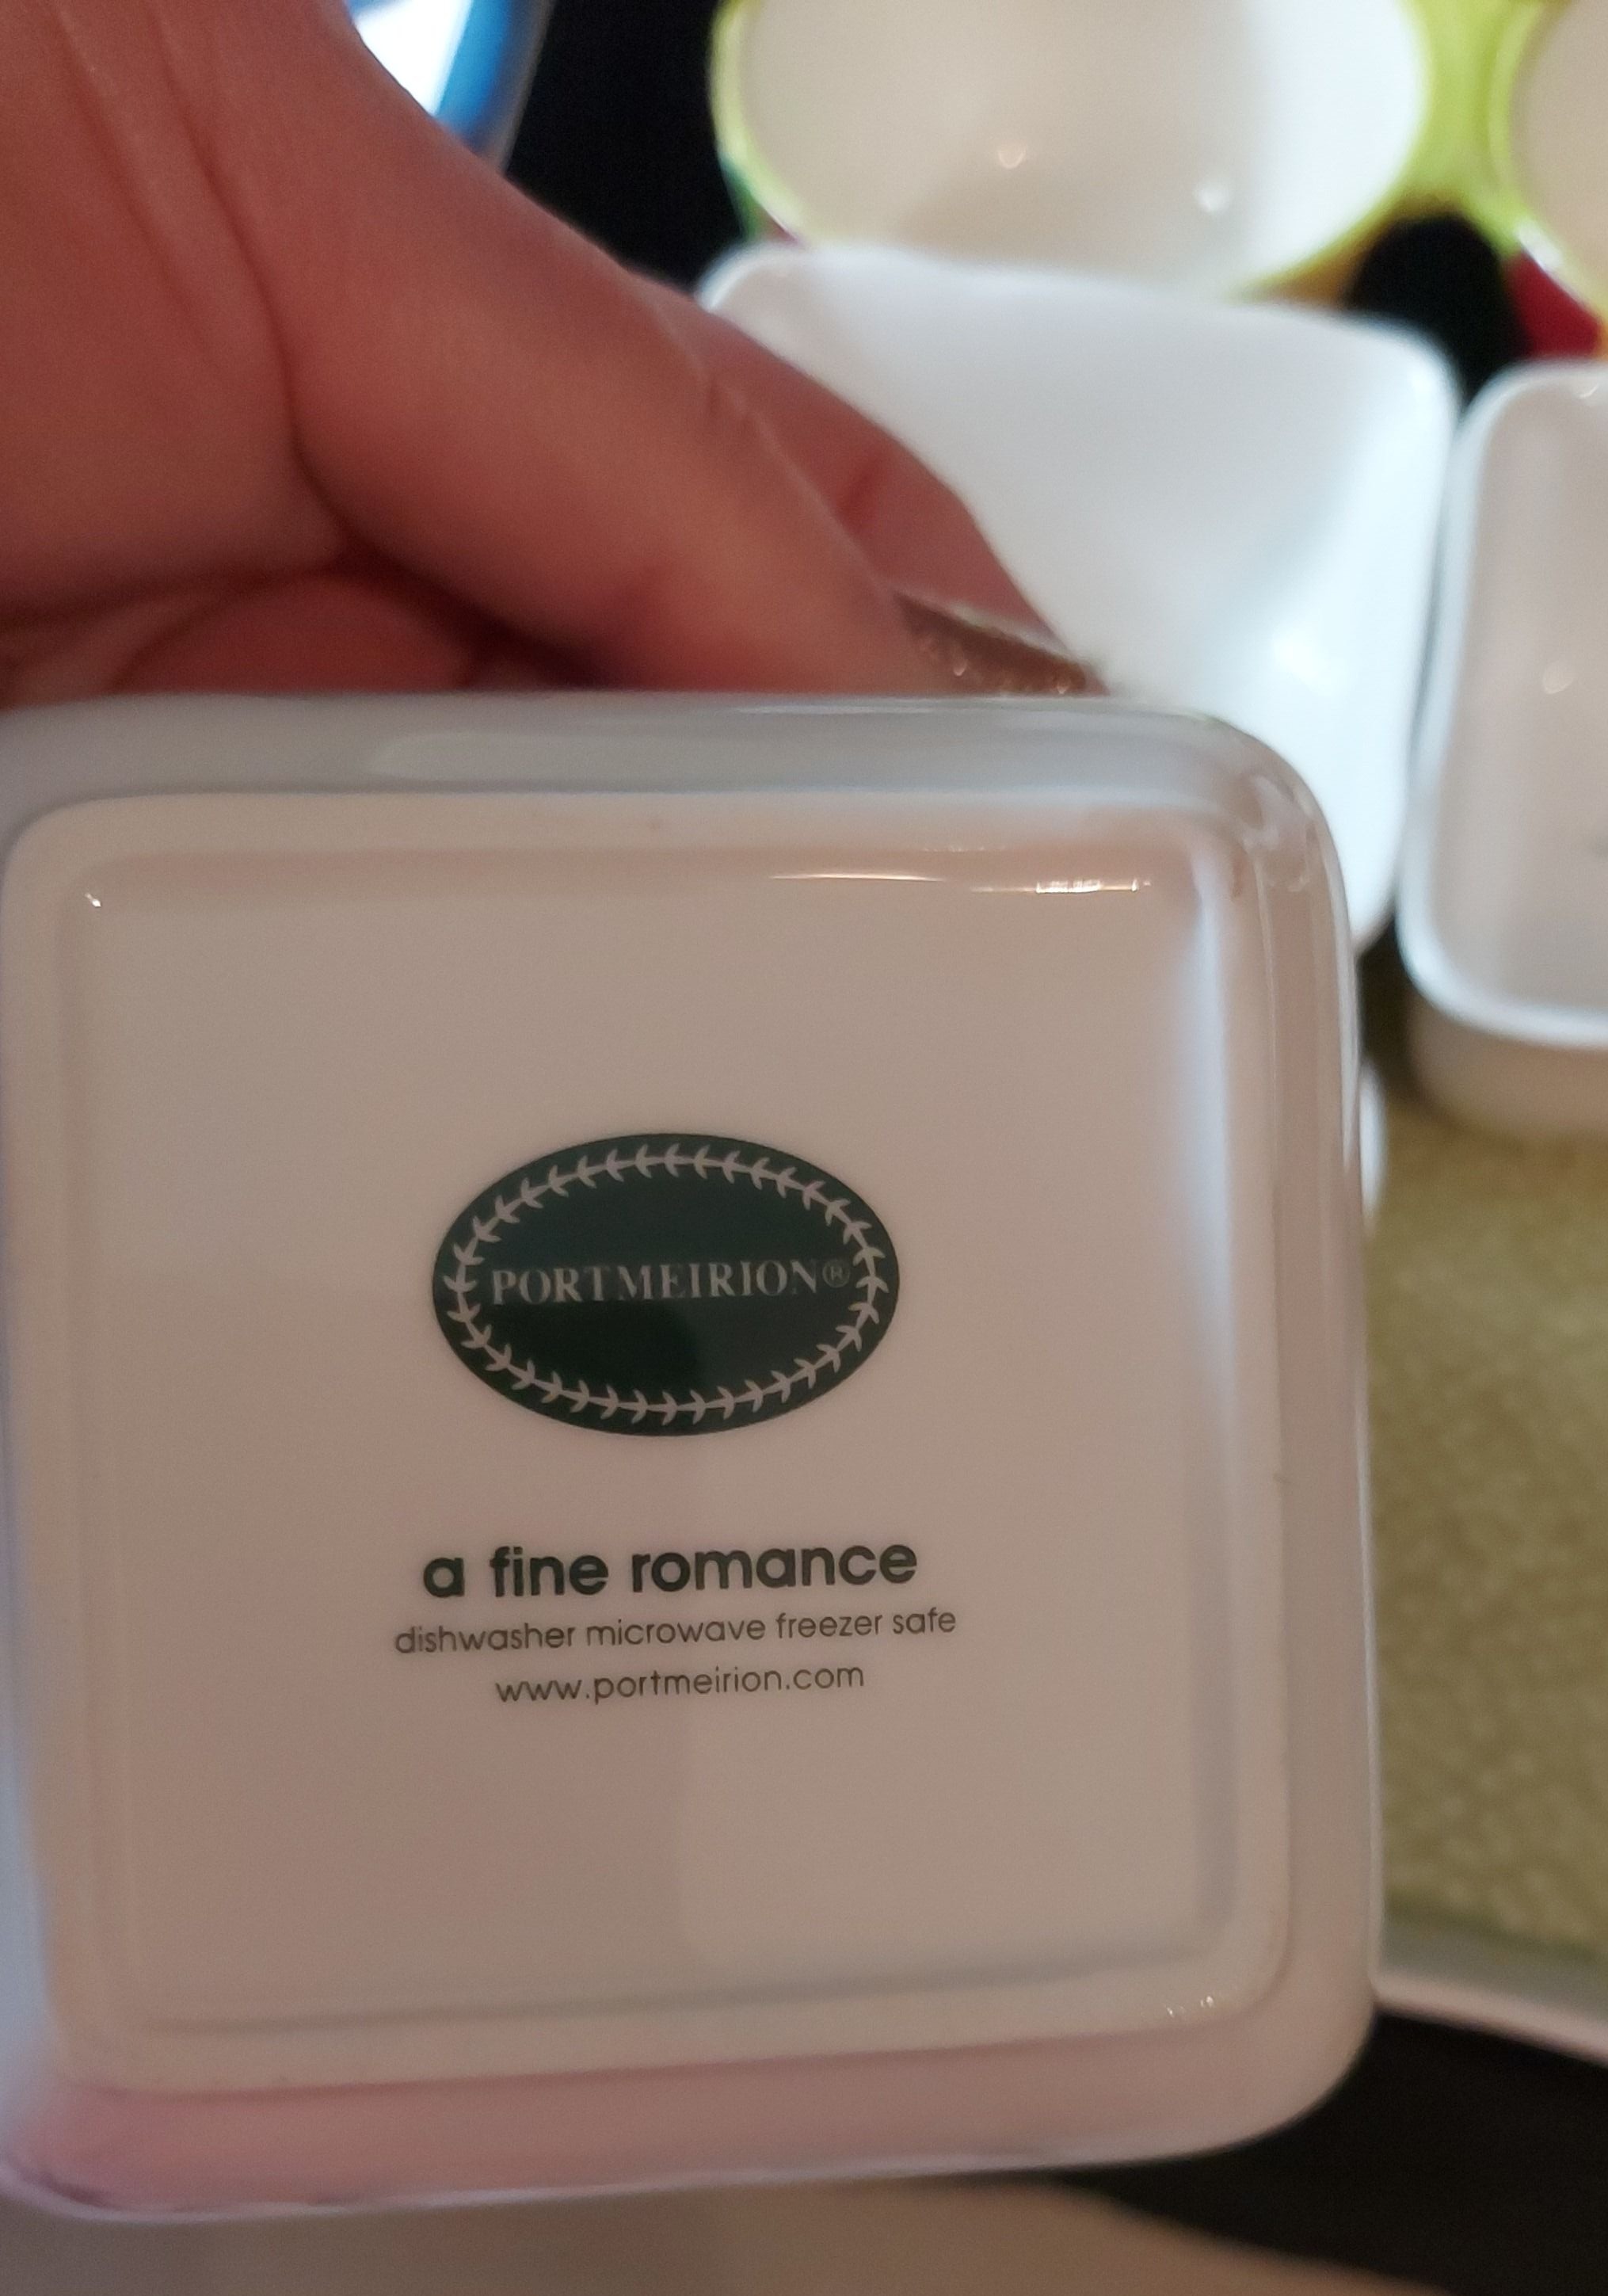 PORTMEIRION®
a fine romance
dishwasher microwave freezer safe
www.portmeirion.com